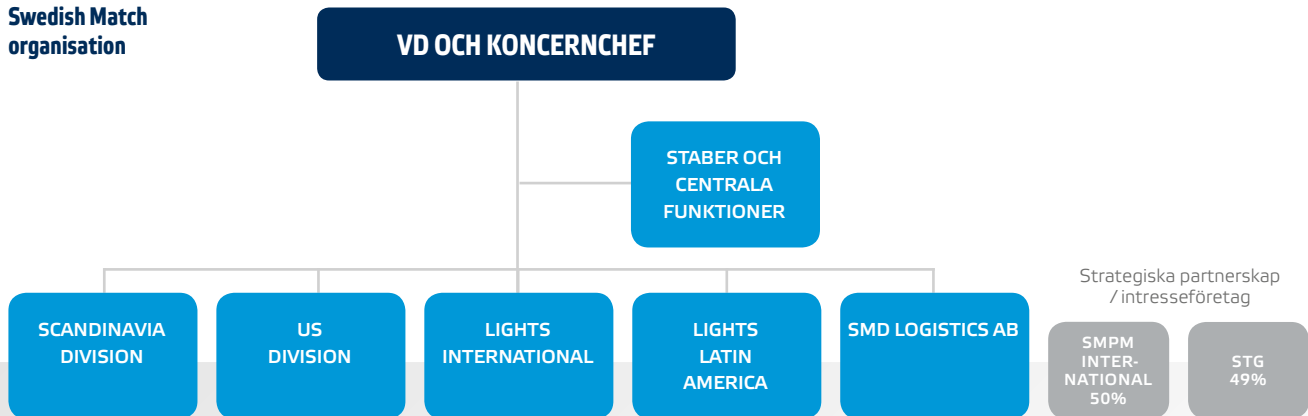 Swedish Match
organisation
VD OCH KONCERNCHEF
STABER OCH
CENTRALA
FUNKTIONER
SCANDINAVIA
DIVISION
US
DIVISION
LIGHTS
INTERNATIONAL
LIGHTS
LATIN
AMERICA
SMD LOGISTICS AB
Strategiska partnerskap
/ intresseföretag
SMPM
INTER-
NATIONAL
50%
STG
49%